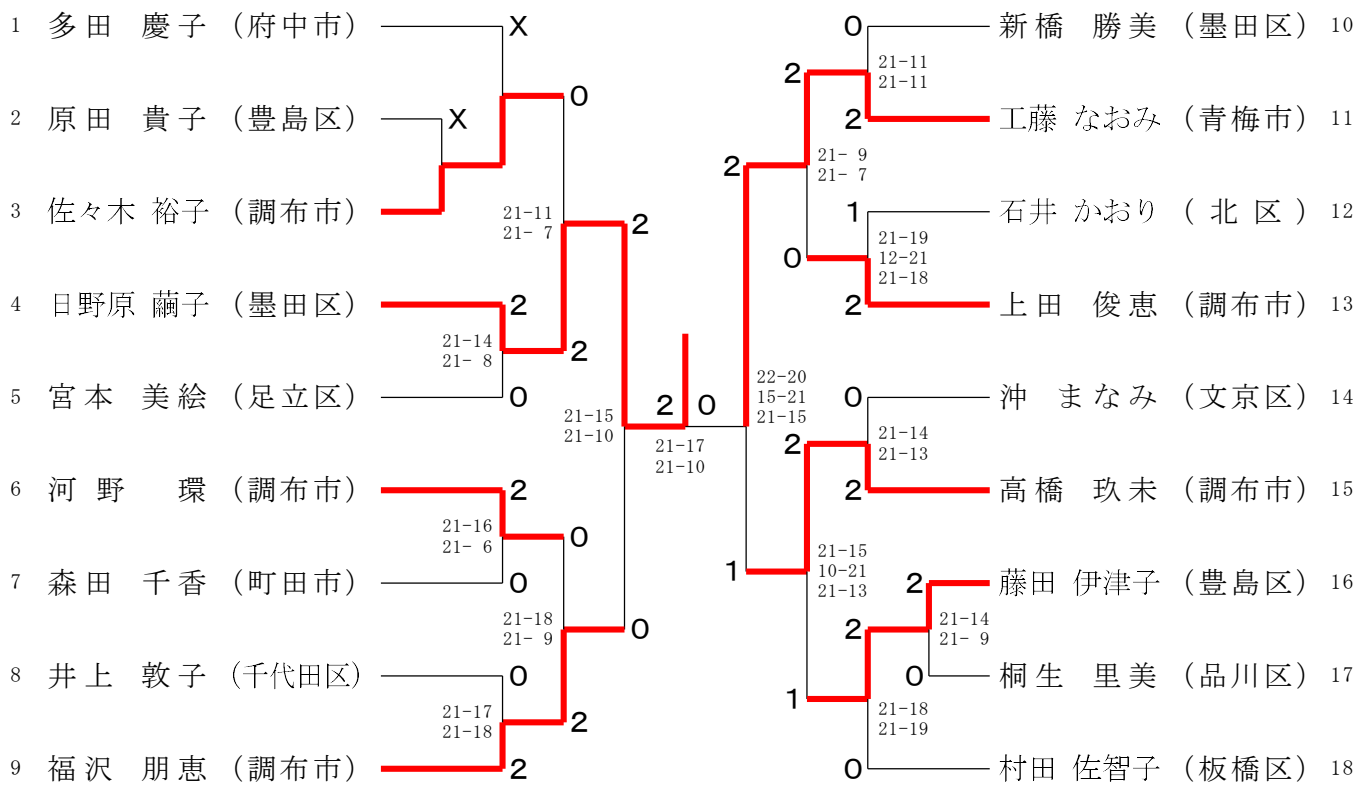 1 多田 慶子 (府中市) X
2 原田 貴子 (豊島区) X
0
3 佐々木 裕子 (調布市)
21-11
21- 7
2
4 日野原 繭子 (墨田区) 2
21-14
21- 8
2
5 宮本 美絵 (足立区) 0
21-15
21-10
6 河野 環 (調布市) 2
21-16
21- 6
0
7 森田 千香 (町田市) 0
21-18
21- 9
0
8 井上 敦子 (千代田区) 0
21-17
21-18
2
9 福沢 朋恵 (調布市) 2
2 0
21-17
21-10
0 新橋 勝美 (墨田区) 10
21-11
21-11
2
2 工藤 なおみ (青梅市) 11
21- 9
21- 7
2
1 石井 かおり (北区) 12
21-19
12-21
21-18
0
2 上田 俊恵 (調布市) 13
22-20
15-21
21-15
0 沖 まなみ (文京区) 14
21-14
21-13
2
2 高橋 玖未 (調布市) 15
21-15
10-21
21-13
1
2 藤田 伊津子 (豊島区) 16
21-14
21- 9
2
0 桐生 里美 (品川区) 17
1
21-18
21-19
0 村田 佐智子 (板橋区) 18